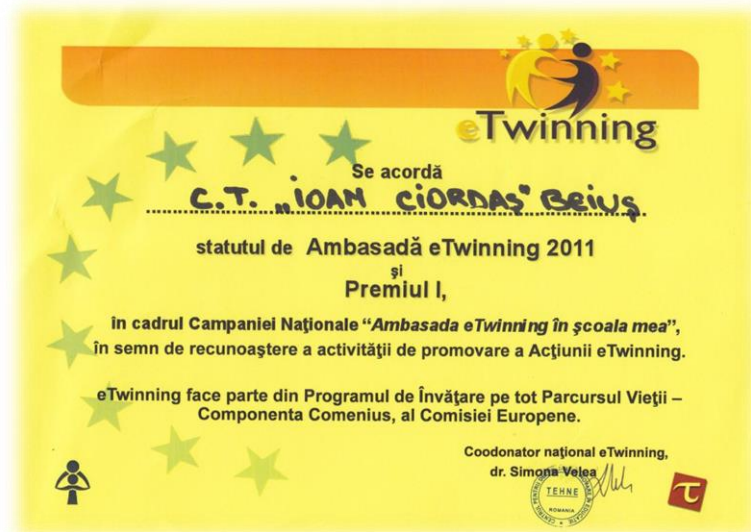 eTwinning
Se acordă
C.T. „IOAN CIORDAŞ" BEIUŞ
statutul de Ambasadă eTwinning 2011
şi
Premiul I,
în cadrul Campaniei Naţionale “Ambasada eTwinning în şcoala mea”,
în semn de recunoaştere a activităţii de promovare a Acţiunii eTwinning.
eTwinning face parte din Programul de Învăţare pe tot Parcursul Vieţii –
Componenta Comenius, al Comisiei Europene.
Coodonator naţional eTwinning,
dr. Simona Velea
TEHNE
ROMANIA